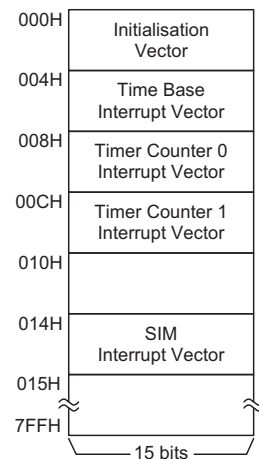 000H
Initialisation
Vector
004H
Time Base
Interrupt Vector
008H
Timer Counter 0
Interrupt Vector
00CH
Timer Counter 1
Interrupt Vector
010H
014H
SIM
Interrupt Vector
015H
7FFH
15 bits